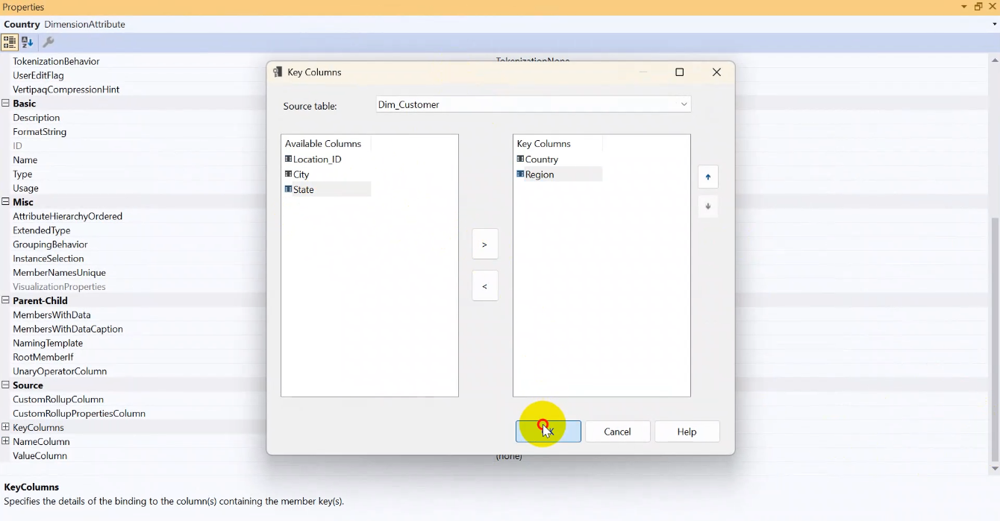 Properties
Country DimensionAttribute
TokenizationBehavior
UserEditFlag
VertipaqCompressionHint
Basic
Description
FormatString
ID
Name
Type
Usage
Misc
AttributeHierarchyOrdered
ExtendedType
GroupingBehavior
InstanceSelection
MemberNamesUnique
VisualizationProperties
Parent-Child
MembersWithData
MembersWithDataCaption
NamingTemplate
RootMemberIf
UnaryOperatorColumn
Source
CustomRollupColumn
CustomRollupPropertiesColumn
KeyColumns
NameColumn
ValueColumn
(none)
Key Columns
Source table:
Dim_Customer
Available Columns
Location_ID
City
State
>
<
Key Columns
Country
Region
Cancel
Help
KeyColumns
Specifies the details of the binding to the column(s) containing the member key(s).